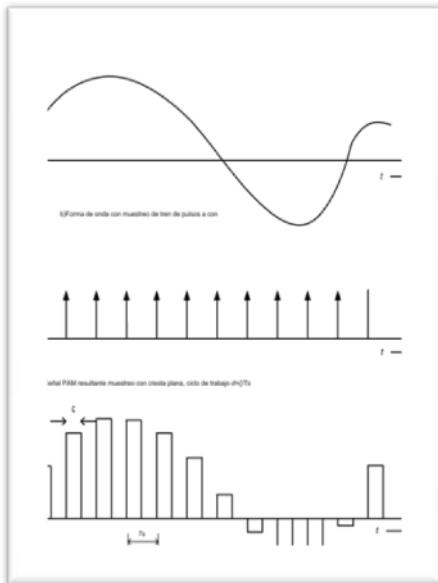 t
b)Forma de onda con muestreo de tren de pulsos a con
t
señal PAM resultante muestreo con cresta plana, ciclo de trabajo
Ts
t